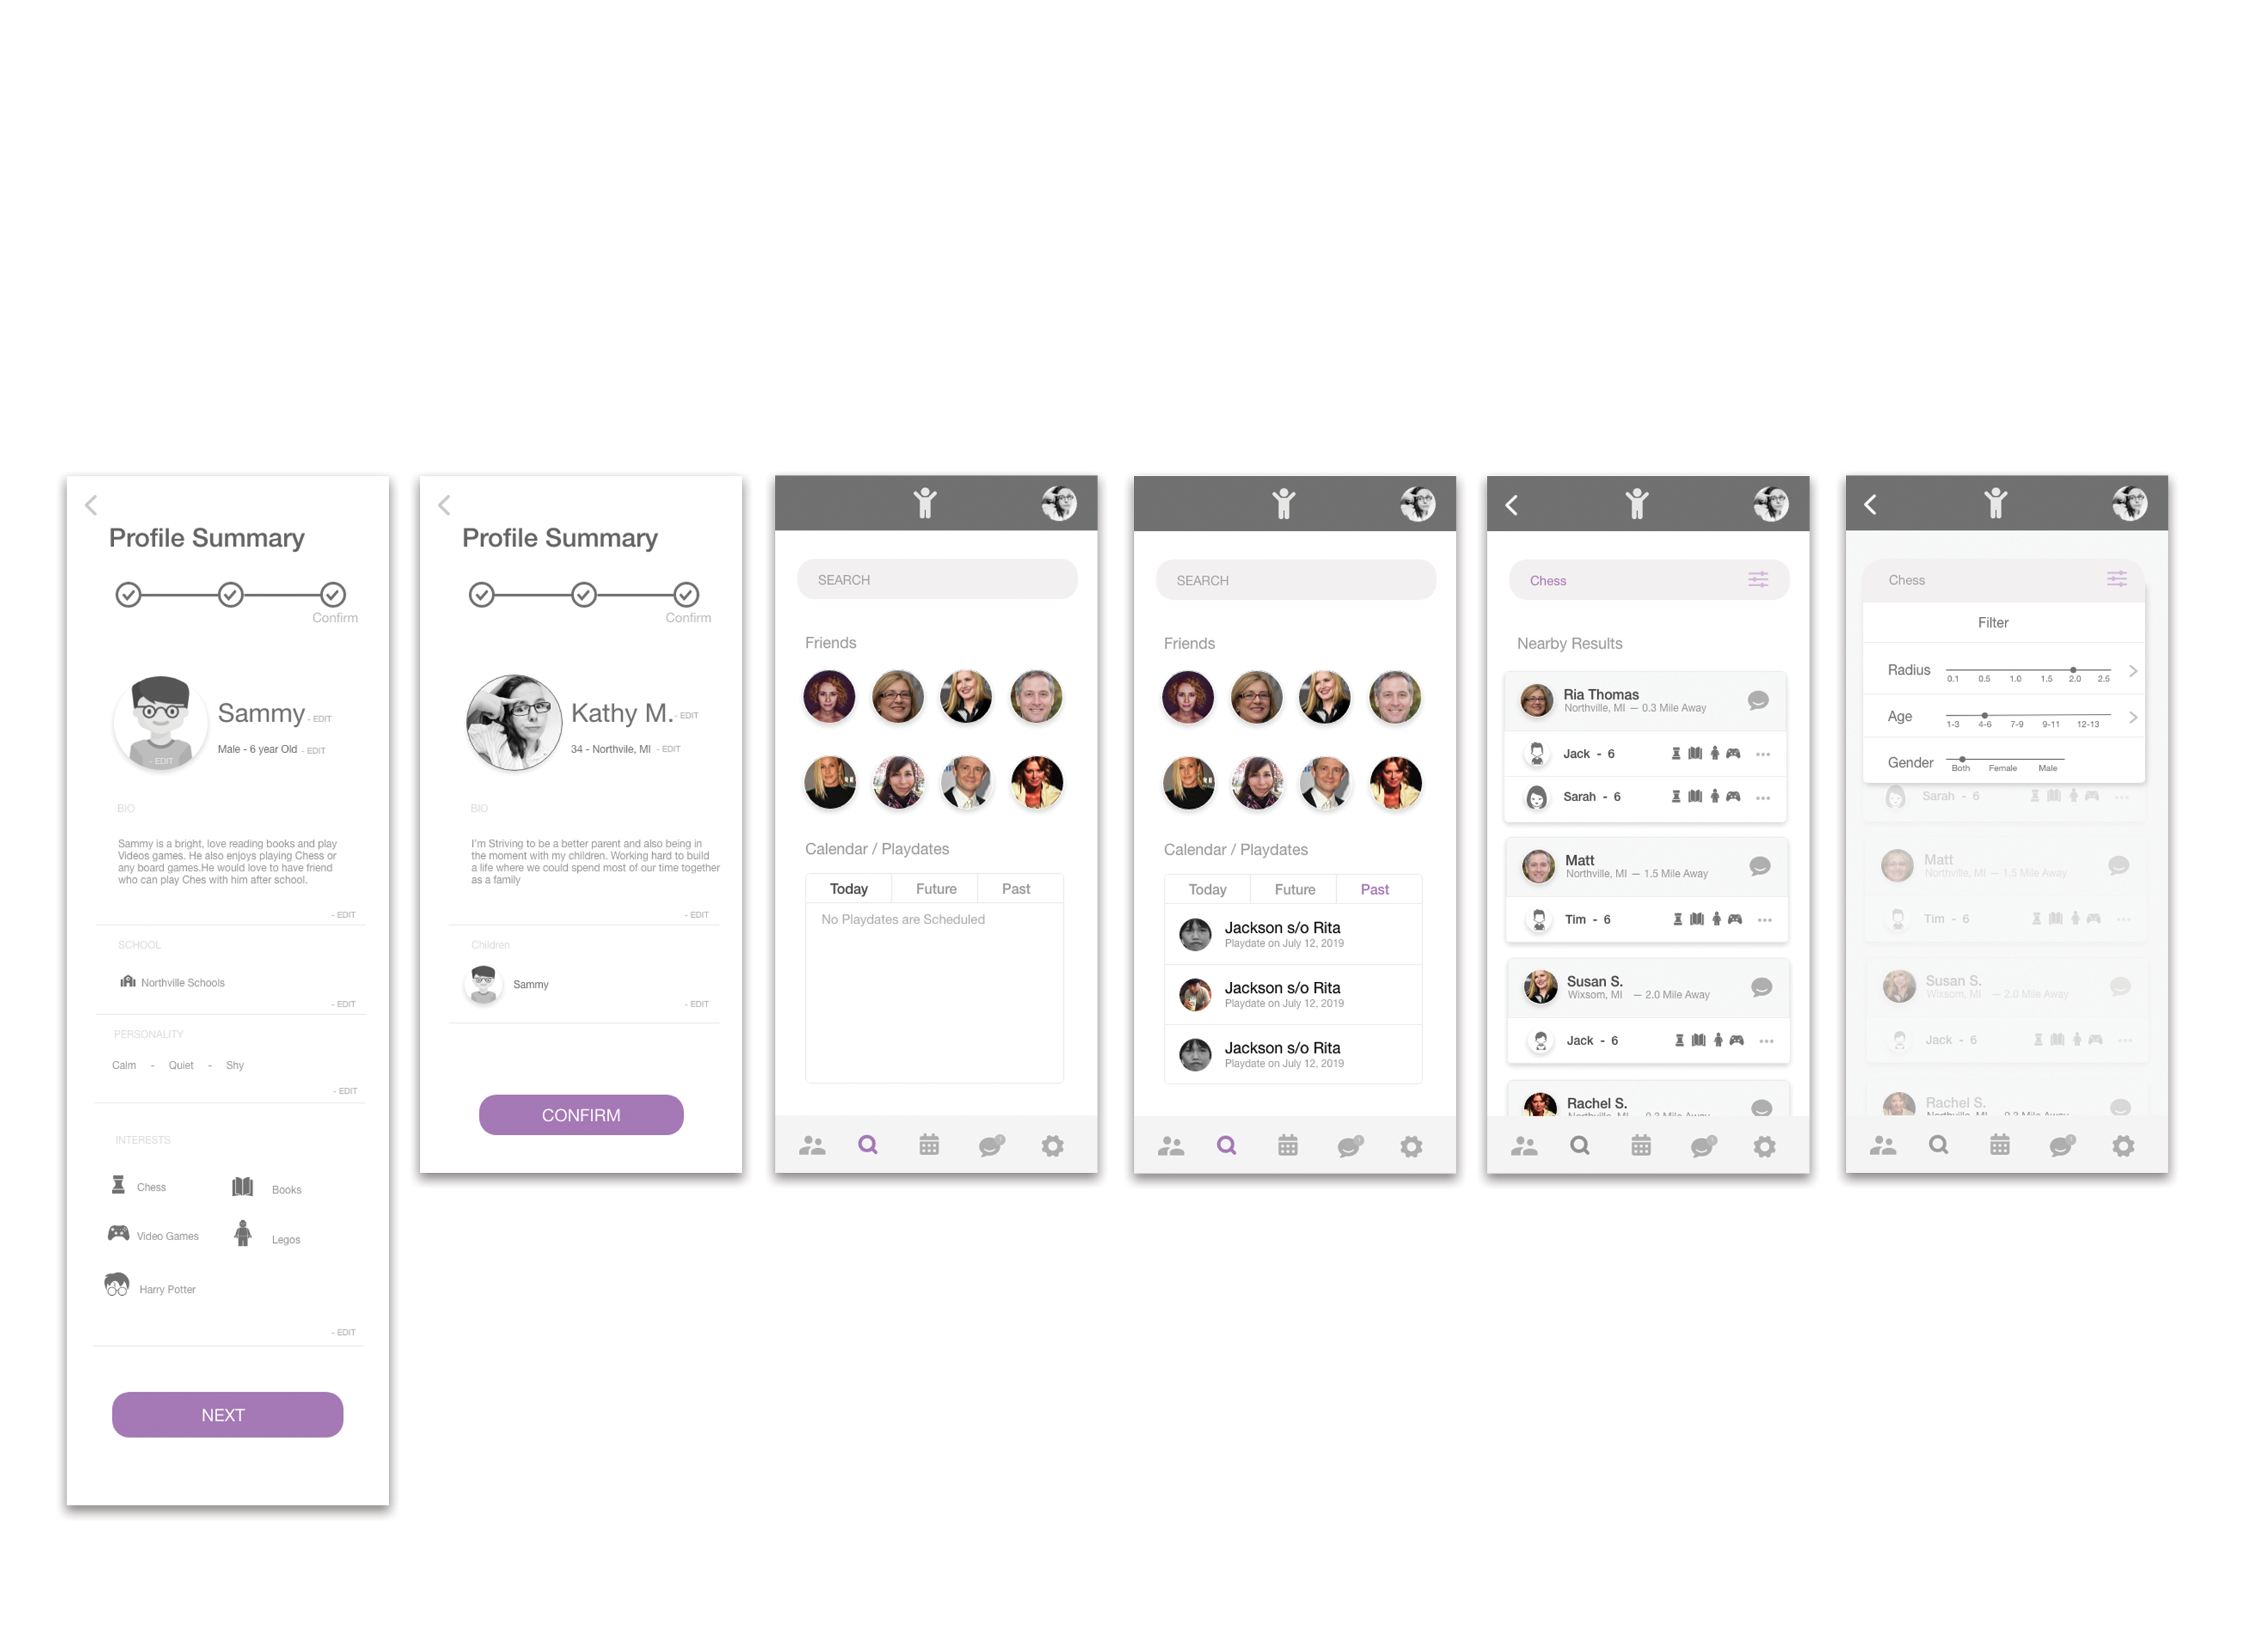 Profile Summary
Confirm
Sammy - EDIT
Male - 6 year Old - EDIT
- EDIT
BIO
Sammy is a bright, love reading books and play
Videos games. He also enjoys playing Chess or
any board games.He would love to have friend
who can play Ches with him after school.
- EDIT
SCHOOL
Northville Schools
- EDIT
PERSONALITY
Calm - Quiet - Shy
- EDIT
INTERESTS
Chess
Books
Video Games
Legos
Harry Potter
- EDIT
NEXT
Profile Summary
Confirm
Kathy M. - EDIT
34 - Northvile, MI - EDIT
BIO
I'm Striving to be a better parent and also being in
the moment with my children. Working hard to build
a life where we could spend most of our time together
as a family
- EDIT
Children
Sammy
- EDIT
CONFIRM
SEARCH
Friends
Calendar / Playdates
Today Future Past
No Playdates are Scheduled
SEARCH
Friends
Calendar / Playdates
Today Future Past
Jackson s/o Rita
Playdate on July 12, 2019
Jackson s/o Rita
Playdate on July 12, 2019
Jackson s/o Rita
Playdate on July 12, 2019
Chess
Nearby Results
Ria Thomas
Northville, MI — 0.3 Mile Away
Jack - 6
Sarah - 6
Matt
Northville, MI — 1.5 Mile Away
Tim - 6
Susan S.
Wixsom, MI — 2.0 Mile Away
Jack - 6
Rachel S.
Northville, MI — 0.3 Mile Away
Chess
Filter
Radius
0.1 0.5 1.0 1.5 2.0 2.5
Age
1-3 4-6 7-9 9-11 12-13
Gender
Both Female Male
Sarah - 6
Matt
Northville, MI — 1.5 Mile Away
Tim - 6
Susan S.
Wixsom, MI — 2.0 Mile Away
Jack - 6
Rachel S.
Northville, MI — 0.3 Mile Away